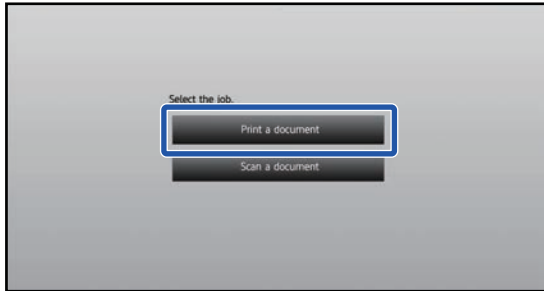 Select the job.
Print a document
Scan a document